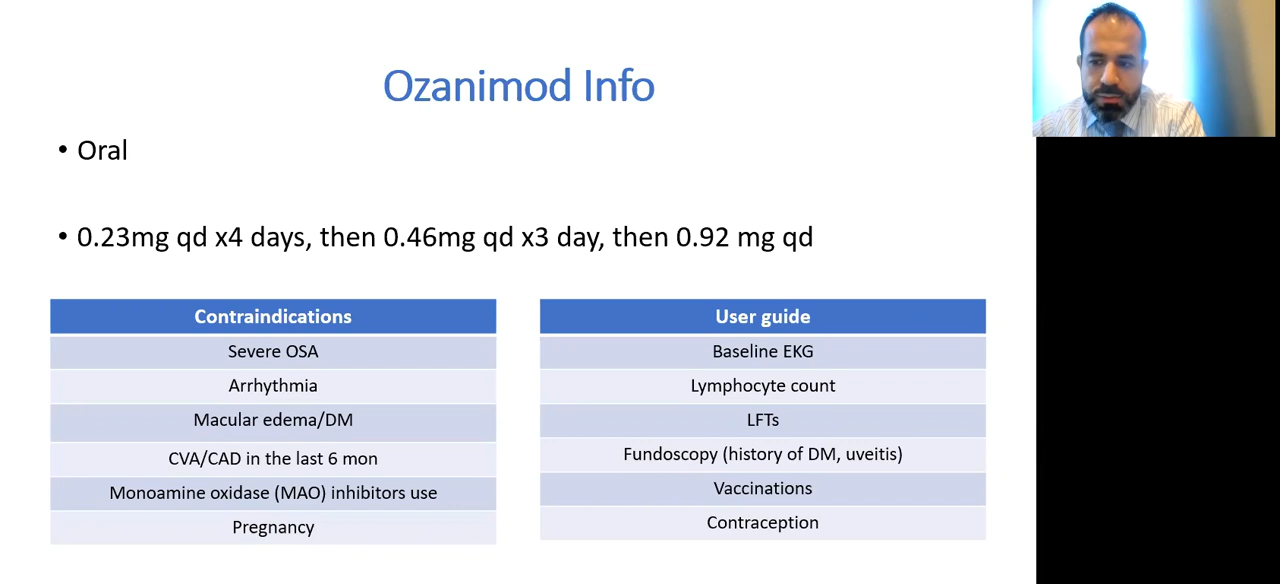 Ozanimod Info
• Oral
• 0.23mg qd x4 days, then 0.46mg qd x3 day, then 0.92 mg qd
Contraindications
Severe OSA
Arrhythmia
Macular edema/DM
CVA/CAD in the last 6 mon
Monoamine oxidase (MAO) inhibitors use
Pregnancy
User guide
Baseline EKG
Lymphocyte count
LFTs
Fundoscopy (history of DM, uveitis)
Vaccinations
Contraception